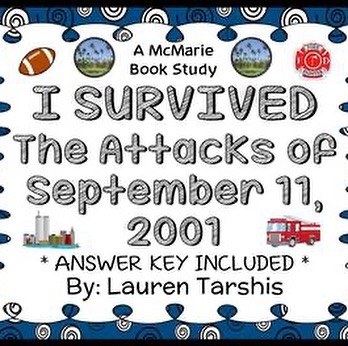 A McMarie
Book Study
I SURVIVED
The Attacks of
September 11,
2001
* ANSWER KEY INCLUDED *
By: Lauren Tarshis